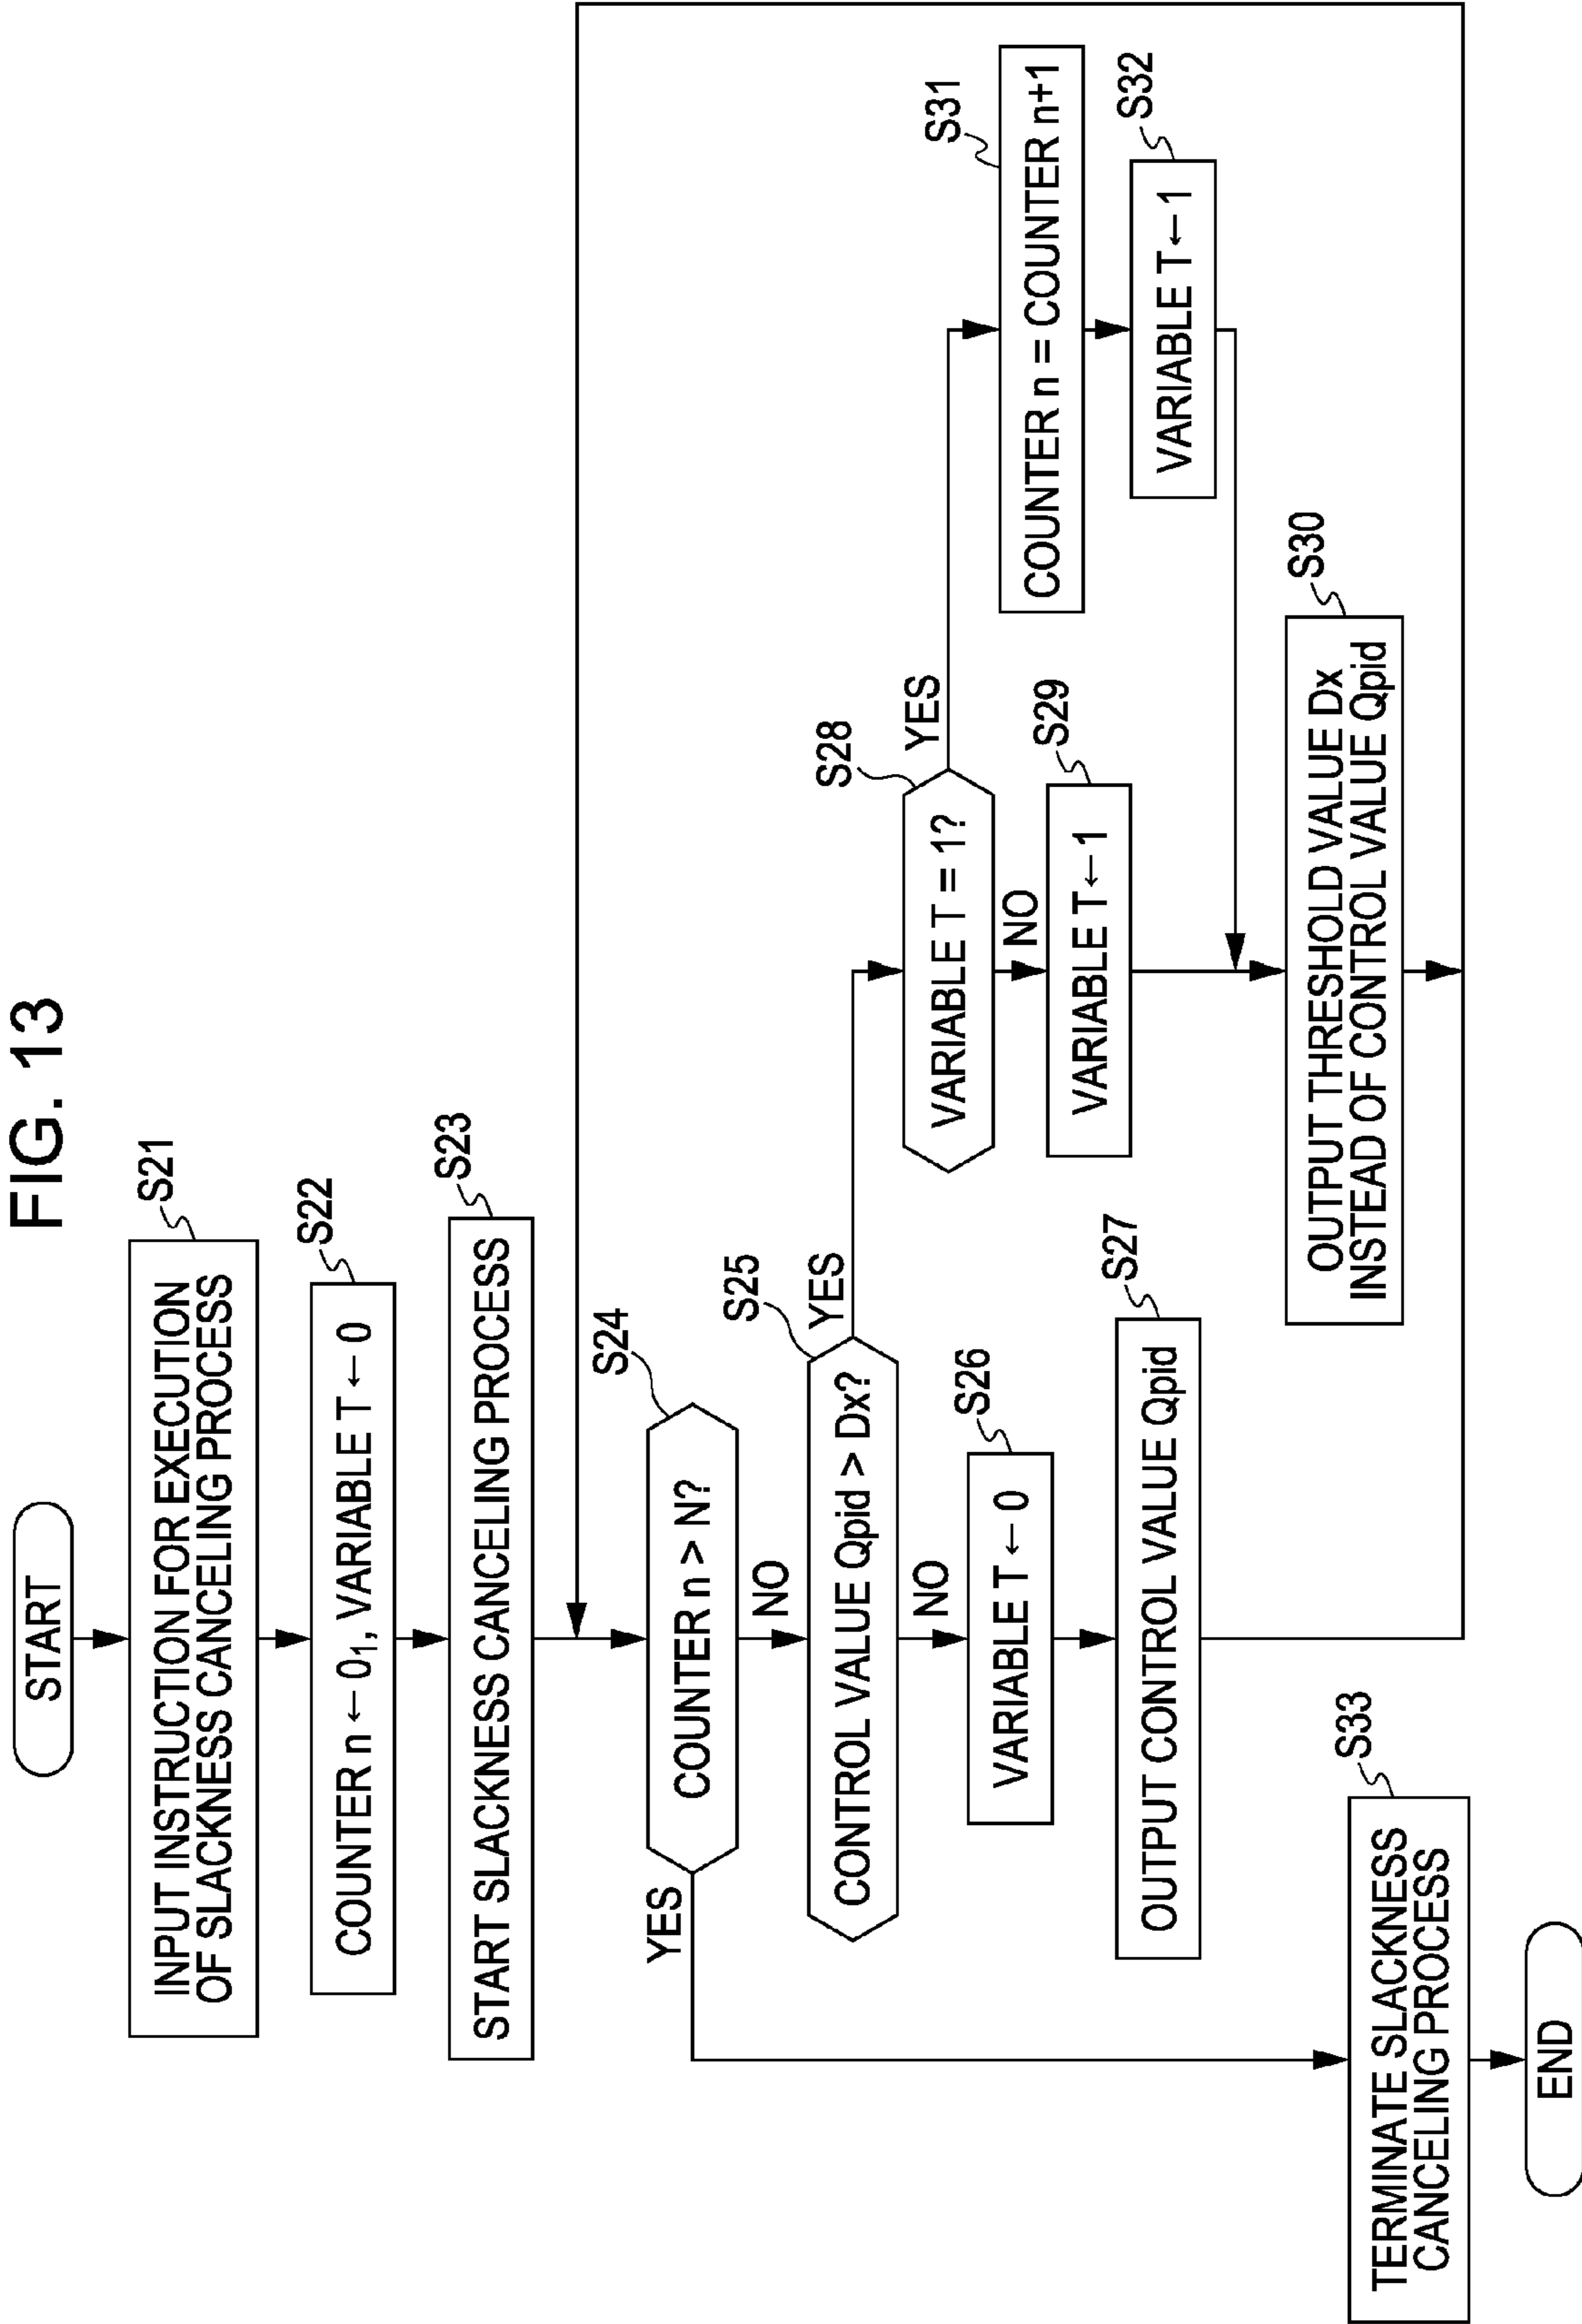 FIG. 13
START
INPUT INSTRUCTION FOR EXECUTION
OF SLACKNESS CANCELING PROCESS
S21
COUNTER n ← 0₁, VARIABLE T ← 0
S22
START SLACKNESS CANCELING PROCESS
S23
COUNTER n > N?
S24
YES
NO
CONTROL VALUE Qpid > Dx?
S25
YES
NO
VARIABLE T ← 0
S26
OUTPUT CONTROL VALUE Qpid
S27
VARIABLE T = 1?
S28
YES
NO
VARIABLE T ← 1
S29
COUNTER n = COUNTER n+1
S31
VARIABLE T ← 1
S32
OUTPUT THRESHOLD VALUE Dx
INSTEAD OF CONTROL VALUE Qpid
S30
TERMINATE SLACKNESS
CANCELING PROCESS
S33
END